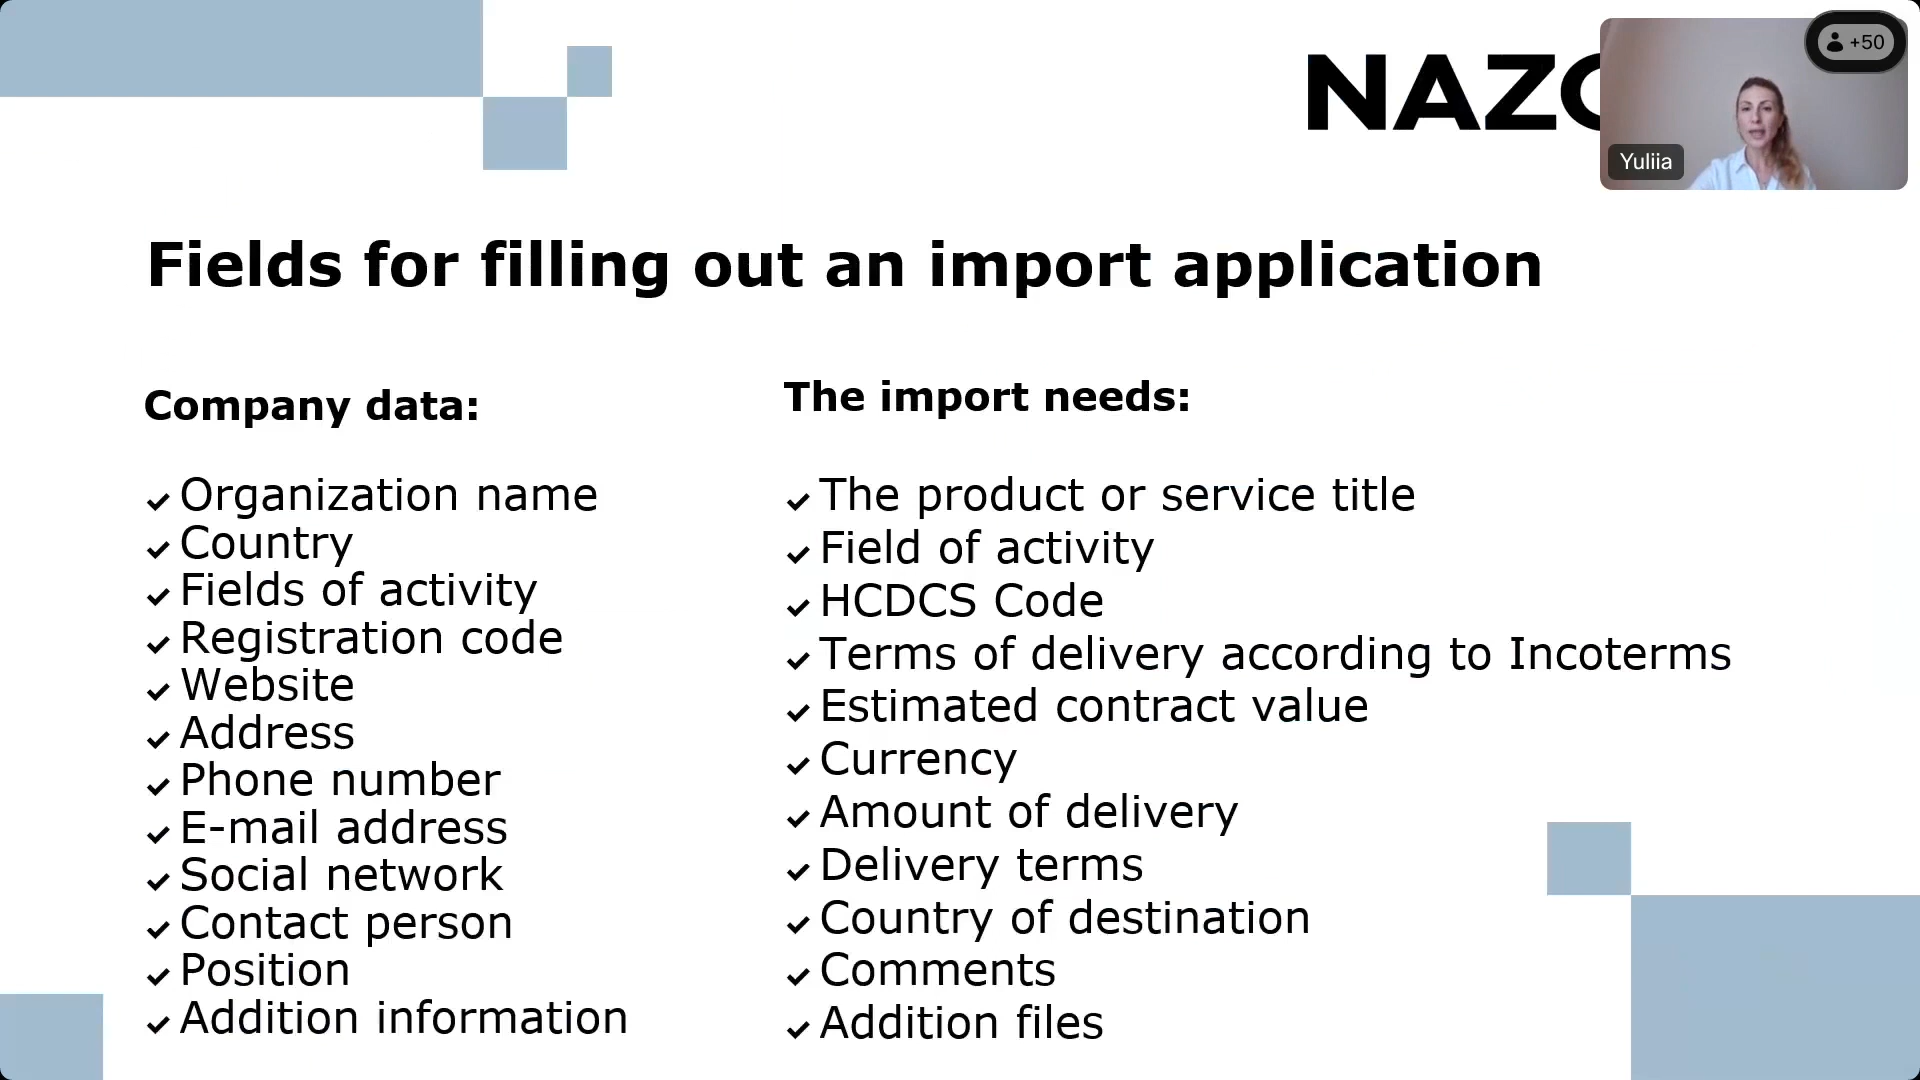 NAZO
+50
Yuliia
Fields for filling out an import application
Company data:
Organization name
Country
Fields of activity
Registration code
Website
Address
Phone number
E-mail address
Social network
Contact person
Position
Addition information
The import needs:
The product or service title
Field of activity
HCDCS Code
Terms of delivery according to Incoterms
Estimated contract value
Currency
Amount of delivery
Delivery terms
Country of destination
Comments
Addition files